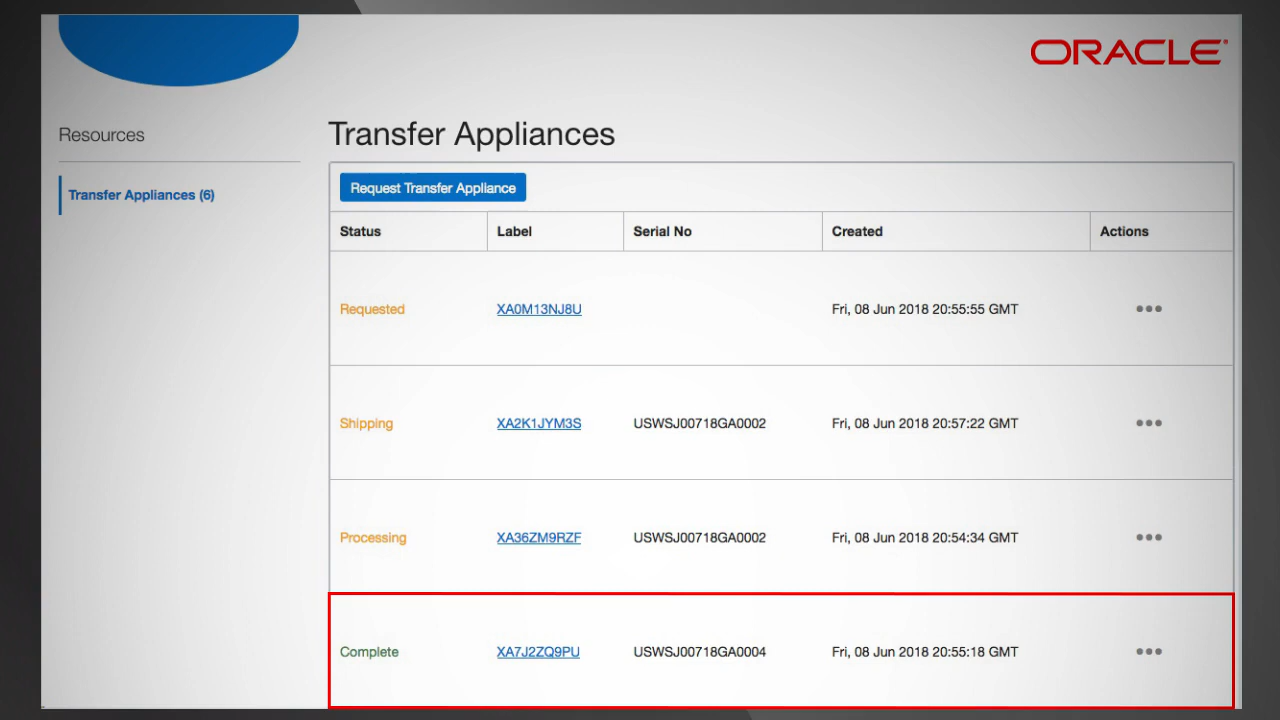 ORACLE
Resources
Transfer Appliances (6)
Transfer Appliances
Request Transfer Appliance
Status Label Serial No Created Actions
Requested XA0M13NJ8U Fri, 08 Jun 2018 20:55:55 GMT
Shipping XA2K1JYM3S USWSJ00718GA0002 Fri, 08 Jun 2018 20:57:22 GMT
Processing XA36ZM9RZF USWSJ00718GA0002 Fri, 08 Jun 2018 20:54:34 GMT
Complete XA7J2ZQ9PU USWSJ00718GA0004 Fri, 08 Jun 2018 20:55:18 GMT